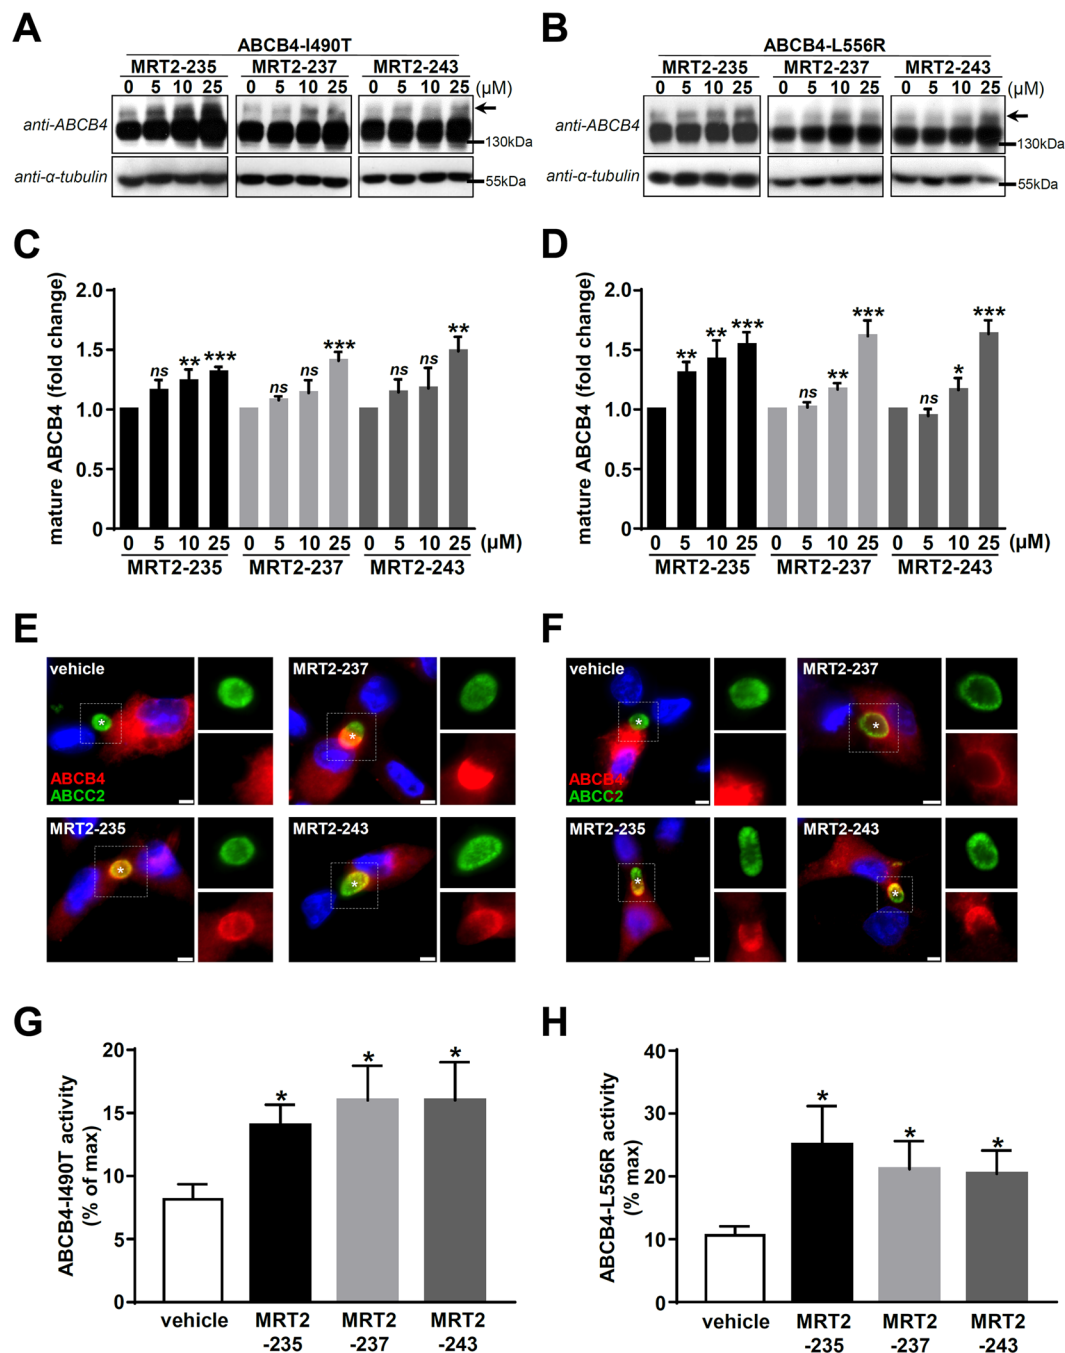 A
ABCB4-I490T
MRT2-235 MRT2-237 MRT2-243
0 5 10 25 0 5 10 25 0 5 10 25 (μM)
anti-ABCB4
130kDa
anti-α-tubulin
55kDa
B
ABCB4-L556R
MRT2-235 MRT2-237 MRT2-243
0 5 10 25 0 5 10 25 0 5 10 25 (μM)
anti-ABCB4
130kDa
anti-α-tubulin
55kDa
C
mature ABCB4 (fold change)
2.0
1.5
1.0
0.5
0
ns ** *** ns ns *** ns ns **
0 5 10 25 0 5 10 25 0 5 10 25 (μM)
MRT2-235 MRT2-237 MRT2-243
D
mature ABCB4 (fold change)
2.0
1.5
1.0
0.5
0
** ** *** ns ** *** ns * ***
0 5 10 25 0 5 10 25 0 5 10 25 (μM)
MRT2-235 MRT2-237 MRT2-243
E
vehicle
*
ABCB4
ABCC2
MRT2-237
*
MRT2-235
*
MRT2-243
*
F
vehicle
*
ABCB4
ABCC2
MRT2-237
*
MRT2-235
*
MRT2-243
*
G
ABCB4-I490T activity
(% of max)
20
15
10
5
0
* * *
vehicle MRT2 MRT2 MRT2
-235 -237 -243
H
ABCB4-L556R activity
(% max)
40
30
20
10
0
* * *
vehicle MRT2 MRT2 MRT2
-235 -237 -243